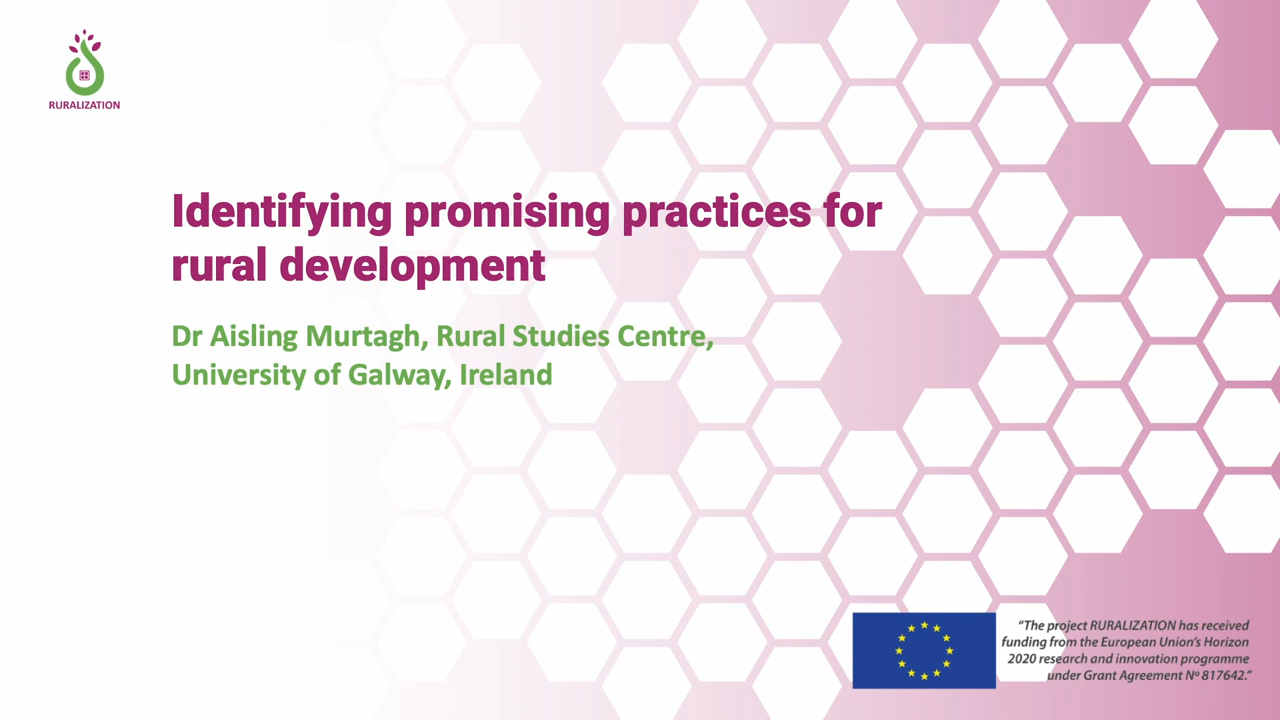 RURALIZATION
Identifying promising practices for
rural development
Dr Aisling Murtagh, Rural Studies Centre,
University of Galway, Ireland
“The project RURALIZATION has received
funding from the European Union’s Horizon
2020 research and innovation programme
under Grant Agreement Nº 817642.”